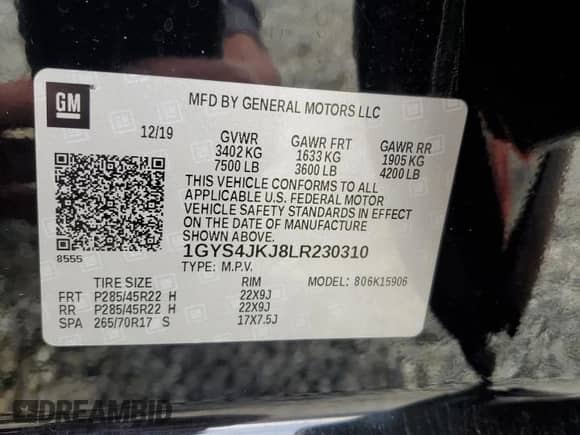 GM
MFD BY GENERAL MOTORS LLC
12/19 GVWR GAWR FRT GAWR RR
3402 KG 1633 KG 1905 KG
7500 LB 3600 LB 4200 LB
THIS VEHICLE CONFORMS TO ALL
APPLICABLE U.S. FEDERAL MOTOR
VEHICLE SAFETY STANDARDS IN EFFECT
ON THE DATE OF MANUFACTURE
SHOWN ABOVE.
8555
1GYS4JKJ8LR230310
TYPE: M.P.V. MODEL: 806K15906
TIRE SIZE RIM
FRT P285/45R22 H 22X9J
RR P285/45R22 H 22X9J
SPA 265/70R17 S 17X7.5J
DREAMBID